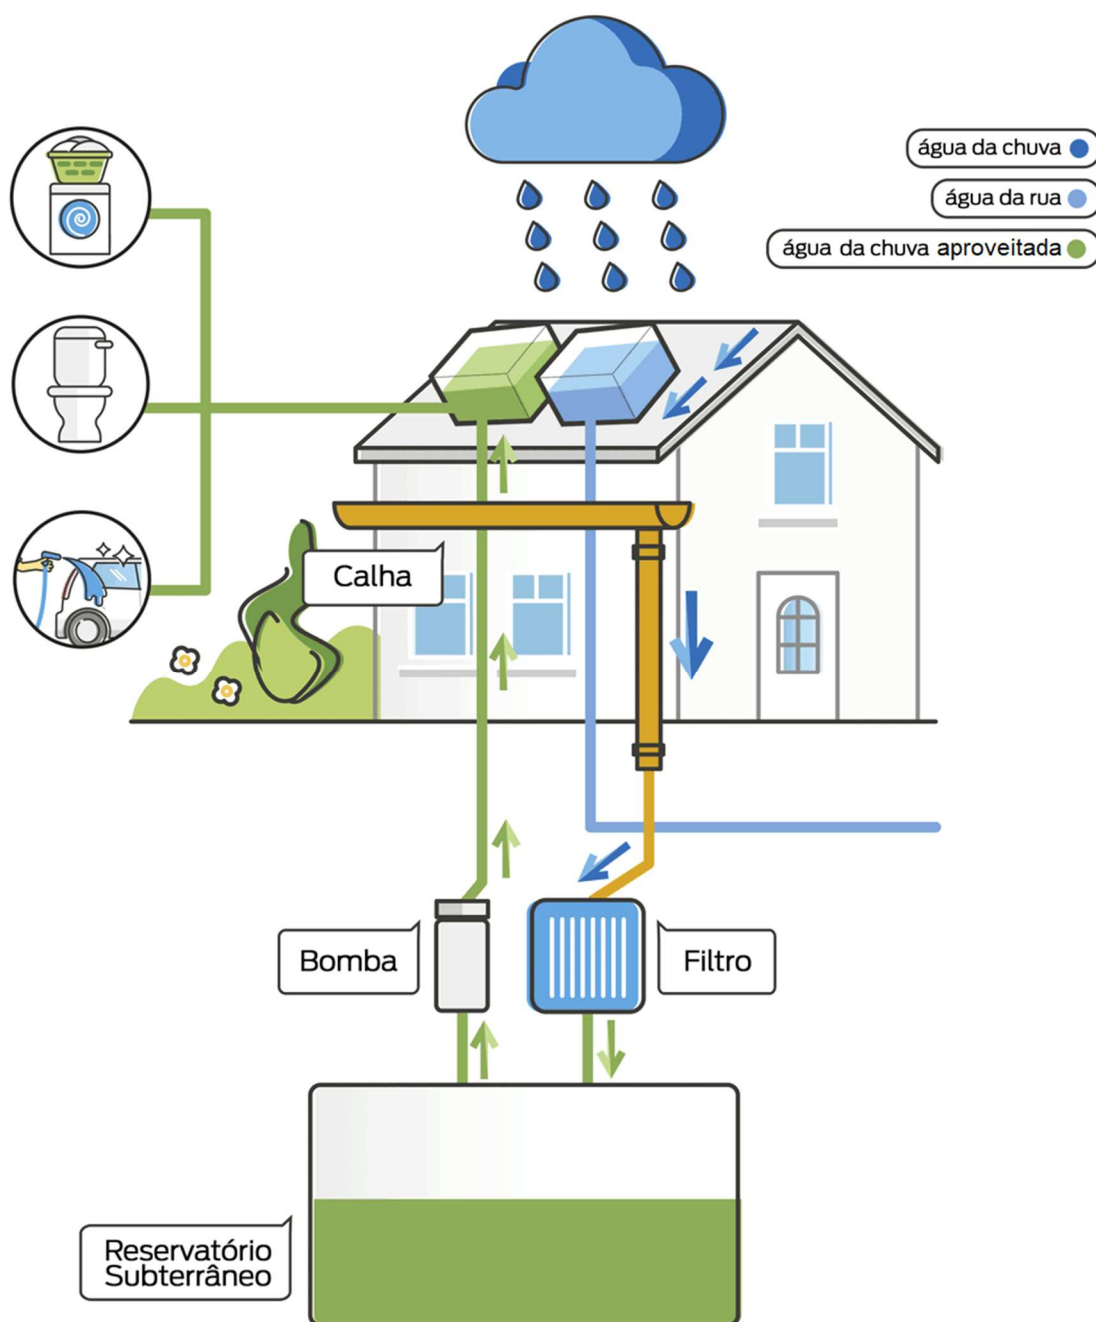 água da chuva
água da rua
água da chuva aproveitada
Calha
Bomba
Filtro
Reservatório
Subterrâneo